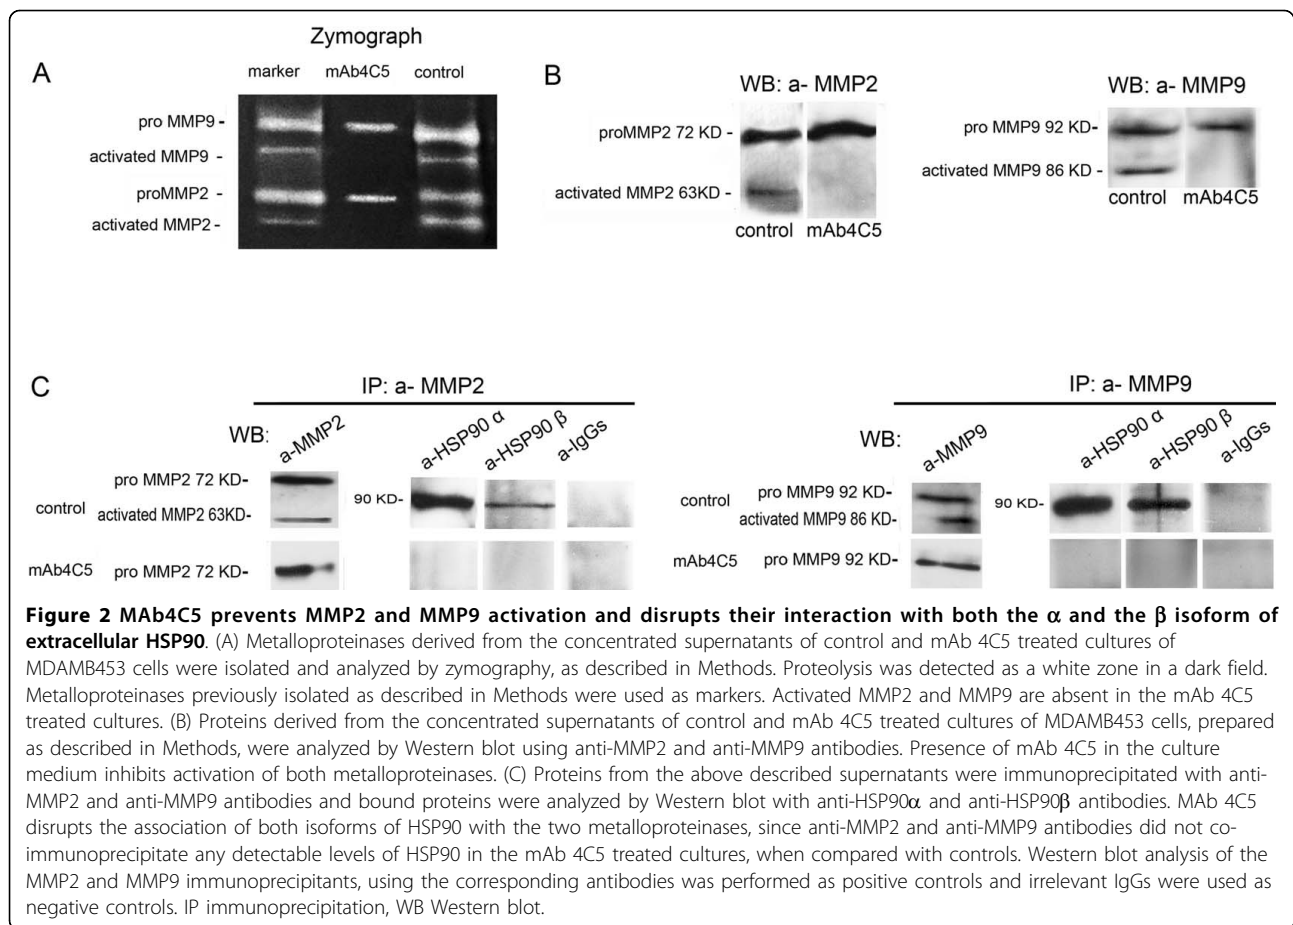 Zymograph
A
marker mAb4C5 control
pro MMP9 -
activated MMP9 -
proMMP2 -
activated MMP2 -
B
WB: a- MMP2
proMMP2 72 KD -
activated MMP2 63KD -
control mAb4C5
WB: a- MMP9
pro MMP9 92 KD-
activated MMP9 86 KD -
control mAb4C5
C
IP: a- MMP2
WB:
a-MMP2
a-HSP90 α
a-HSP90 β
a-IgGs
control
pro MMP2 72 KD-
activated MMP2 63KD-
90 KD-
mAb4C5
pro MMP2 72 KD-
IP: a- MMP9
WB:
a-MMP9
a-HSP90 α
a-HSP90 β
a-IgGs
control
pro MMP9 92 KD-
activated MMP9 86 KD-
90 KD-
mAb4C5
pro MMP9 92 KD-
Figure 2 MAb4C5 prevents MMP2 and MMP9 activation and disrupts their interaction with both the α and the β isoform of
extracellular HSP90. (A) Metalloproteinases derived from the concentrated supernatants of control and mAb 4C5 treated cultures of
MDAMB453 cells were isolated and analyzed by zymography, as described in Methods. Proteolysis was detected as a white zone in a dark field.
Metalloproteinases previously isolated as described in Methods were used as markers. Activated MMP2 and MMP9 are absent in the mAb 4C5
treated cultures. (B) Proteins derived from the concentrated supernatants of control and mAb 4C5 treated cultures of MDAMB453 cells, prepared
as described in Methods, were analyzed by Western blot using anti-MMP2 and anti-MMP9 antibodies. Presence of mAb 4C5 in the culture
medium inhibits activation of both metalloproteinases. (C) Proteins from the above described supernatants were immunoprecipitated with anti-
MMP2 and anti-MMP9 antibodies and bound proteins were analyzed by Western blot with anti-HSP90α and anti-HSP90β antibodies. MAb 4C5
disrupts the association of both isoforms of HSP90 with the two metalloproteinases, since anti-MMP2 and anti-MMP9 antibodies did not co-
immunoprecipitate any detectable levels of HSP90 in the mAb 4C5 treated cultures, when compared with controls. Western blot analysis of the
MMP2 and MMP9 immunoprecipitants, using the corresponding antibodies was performed as positive controls and irrelevant IgGs were used as
negative controls. IP immunoprecipitation, WB Western blot.